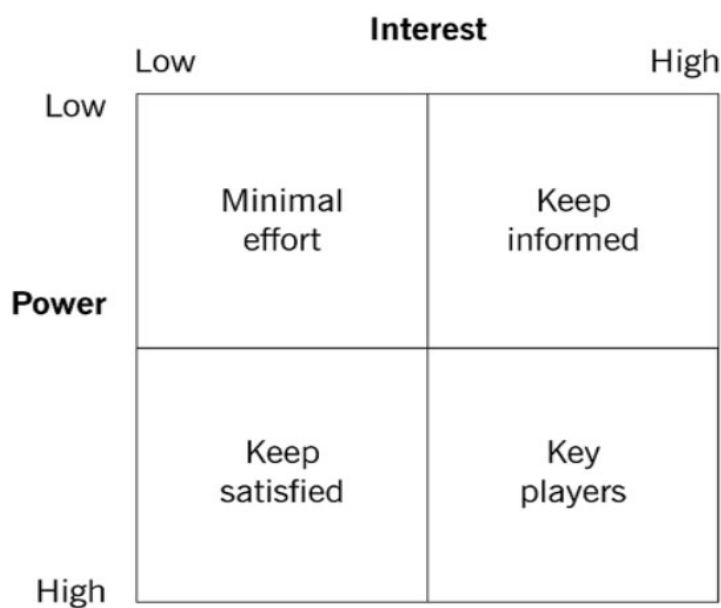 Interest
Low High
Low
Minimal
effort
Keep
informed
Power
Keep
satisfied
Key
players
High